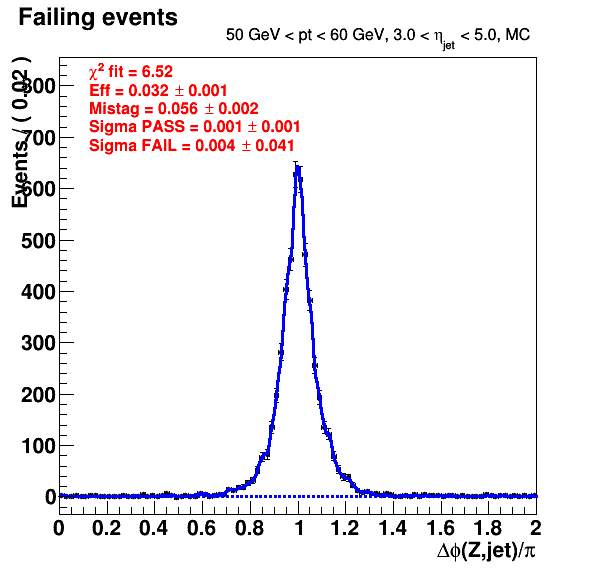 Failing events
50 GeV < pt < 60 GeV, 3.0 < η_jet < 5.0, MC
χ² fit = 6.52
Eff = 0.032 ± 0.001
Mistag = 0.056 ± 0.002
Sigma PASS = 0.001 ± 0.001
Sigma FAIL = 0.004 ± 0.041
Events / ( 0.02 )
800
700
600
500
400
300
200
100
0
0 0.2 0.4 0.6 0.8 1 1.2 1.4 1.6 1.8 2
Δϕ(Z,jet)/π